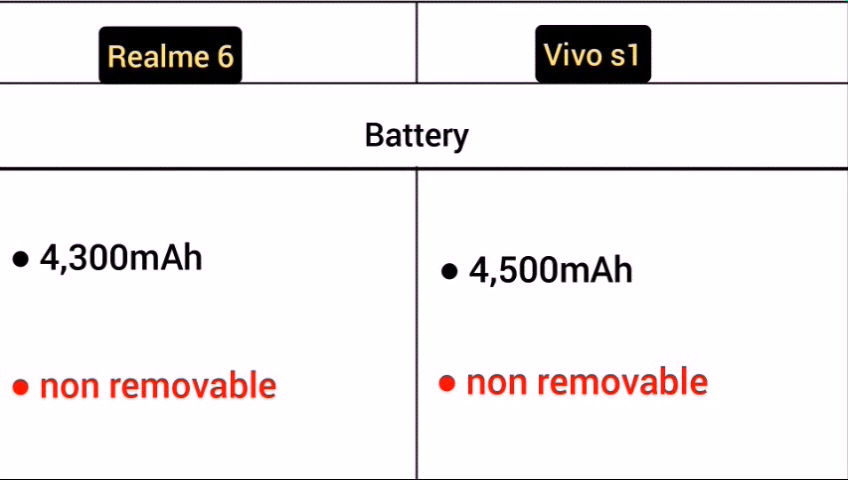 Realme 6
Vivo s1
Battery
● 4,300mAh
● 4,500mAh
● non removable
● non removable